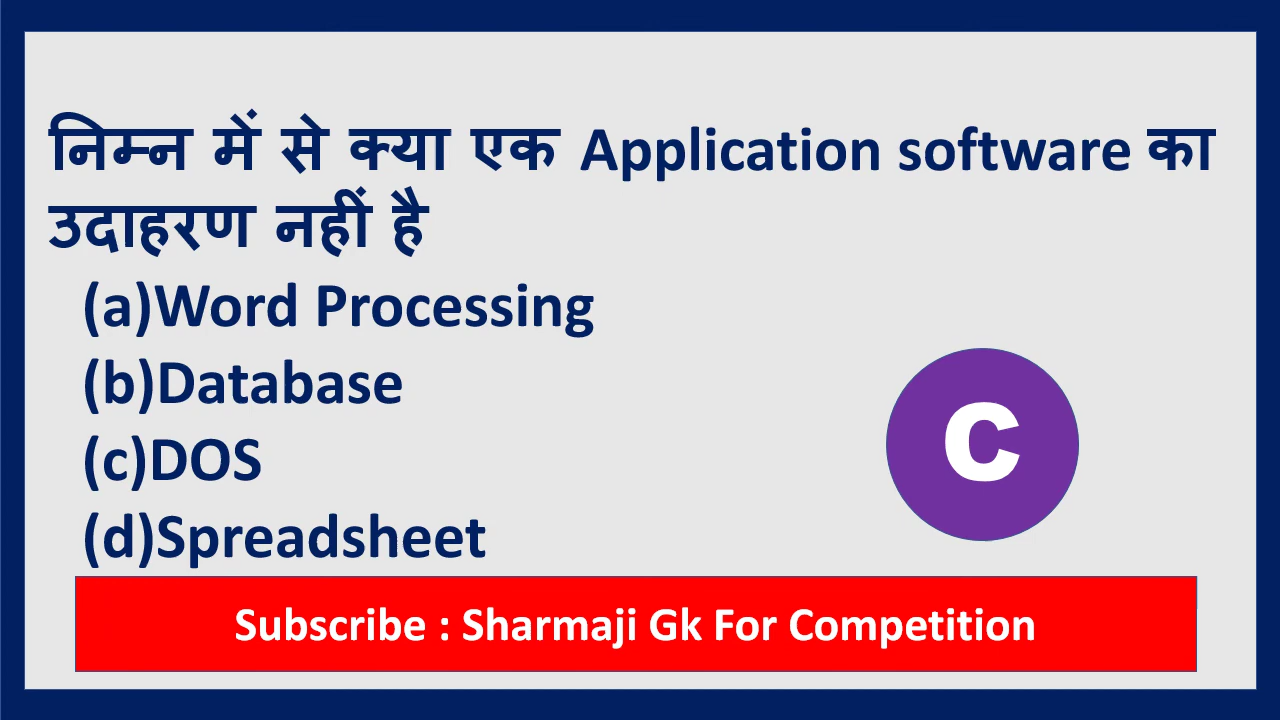 निम्न में से क्या एक Application software का
उदाहरण नहीं है
(a)Word Processing
(b)Database
(c)DOS
(d)Spreadsheet
C
Subscribe : Sharmaji Gk For Competition